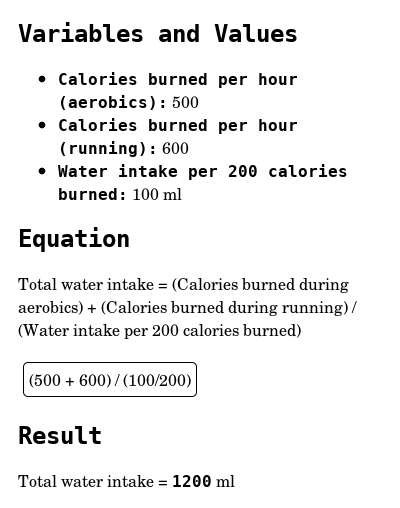 Variables and Values
Calories burned per hour
(aerobics): 500
Calories burned per hour
(running): 600
Water intake per 200 calories
burned: 100 ml
Equation
Total water intake = (Calories burned during
aerobics) + (Calories burned during running) /
(Water intake per 200 calories burned)
(500 + 600) / (100/200)
Result
Total water intake = 1200 ml